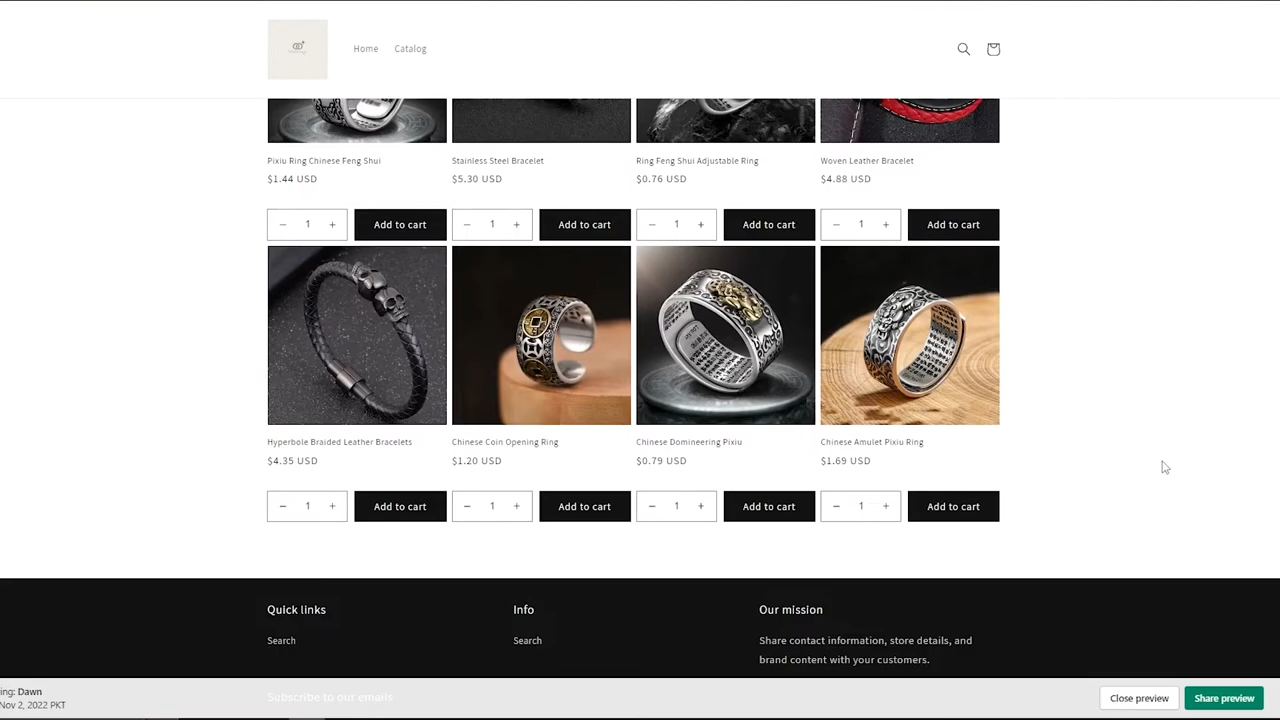 Home Catalog
Pixiu Ring Chinese Feng Shui
$1.44 USD
Stainless Steel Bracelet
$5.30 USD
Ring Feng Shui Adjustable Ring
$0.76 USD
Woven Leather Bracelet
$4.88 USD
− 1 + Add to cart
− 1 + Add to cart
− 1 + Add to cart
− 1 + Add to cart
Hyperbole Braided Leather Bracelets
$4.35 USD
Chinese Coin Opening Ring
$1.20 USD
Chinese Domineering Pixiu
$0.79 USD
Chinese Amulet Pixiu Ring
$1.69 USD
− 1 + Add to cart
− 1 + Add to cart
− 1 + Add to cart
− 1 + Add to cart
Quick links
Search
Info
Search
Our mission
Share contact information, store details, and
brand content with your customers.
Subscribe to our emails
ing: Dawn
Nov 2, 2022 PKT
Close preview
Share preview